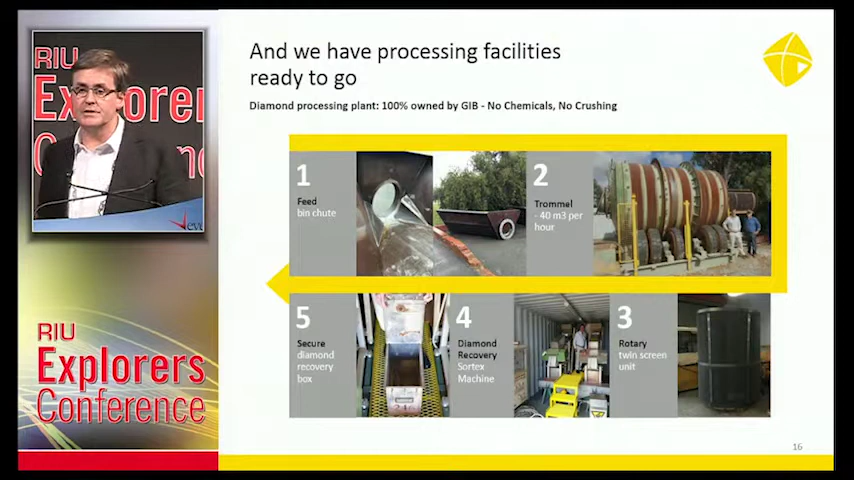 RIU
Explorer
Conference
eve
RIU
Explorers
Conference
And we have processing facilities
ready to go
Diamond processing plant: 100% owned by GIB - No Chemicals, No Crushing
1
Feed
bin chute
2
Trommel
- 40 m3 per
hour
5
Secure
diamond
recovery
box
4
Diamond
Recovery
Sortex
Machine
3
Rotary
twin screen
unit
16